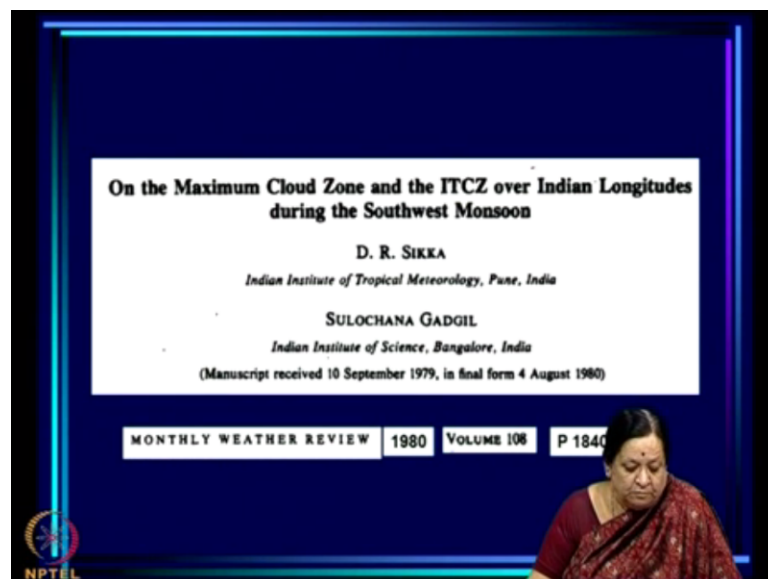 On the Maximum Cloud Zone and the ITCZ over Indian Longitudes
during the Southwest Monsoon
D. R. SIKKA
Indian Institute of Tropical Meteorology, Pune, India
SULOCHANA GADGIL
Indian Institute of Science, Bangalore, India
(Manuscript received 10 September 1979, in final form 4 August 1980)
MONTHLY WEATHER REVIEW 1980 VOLUME 108 P 1840
NPTEL